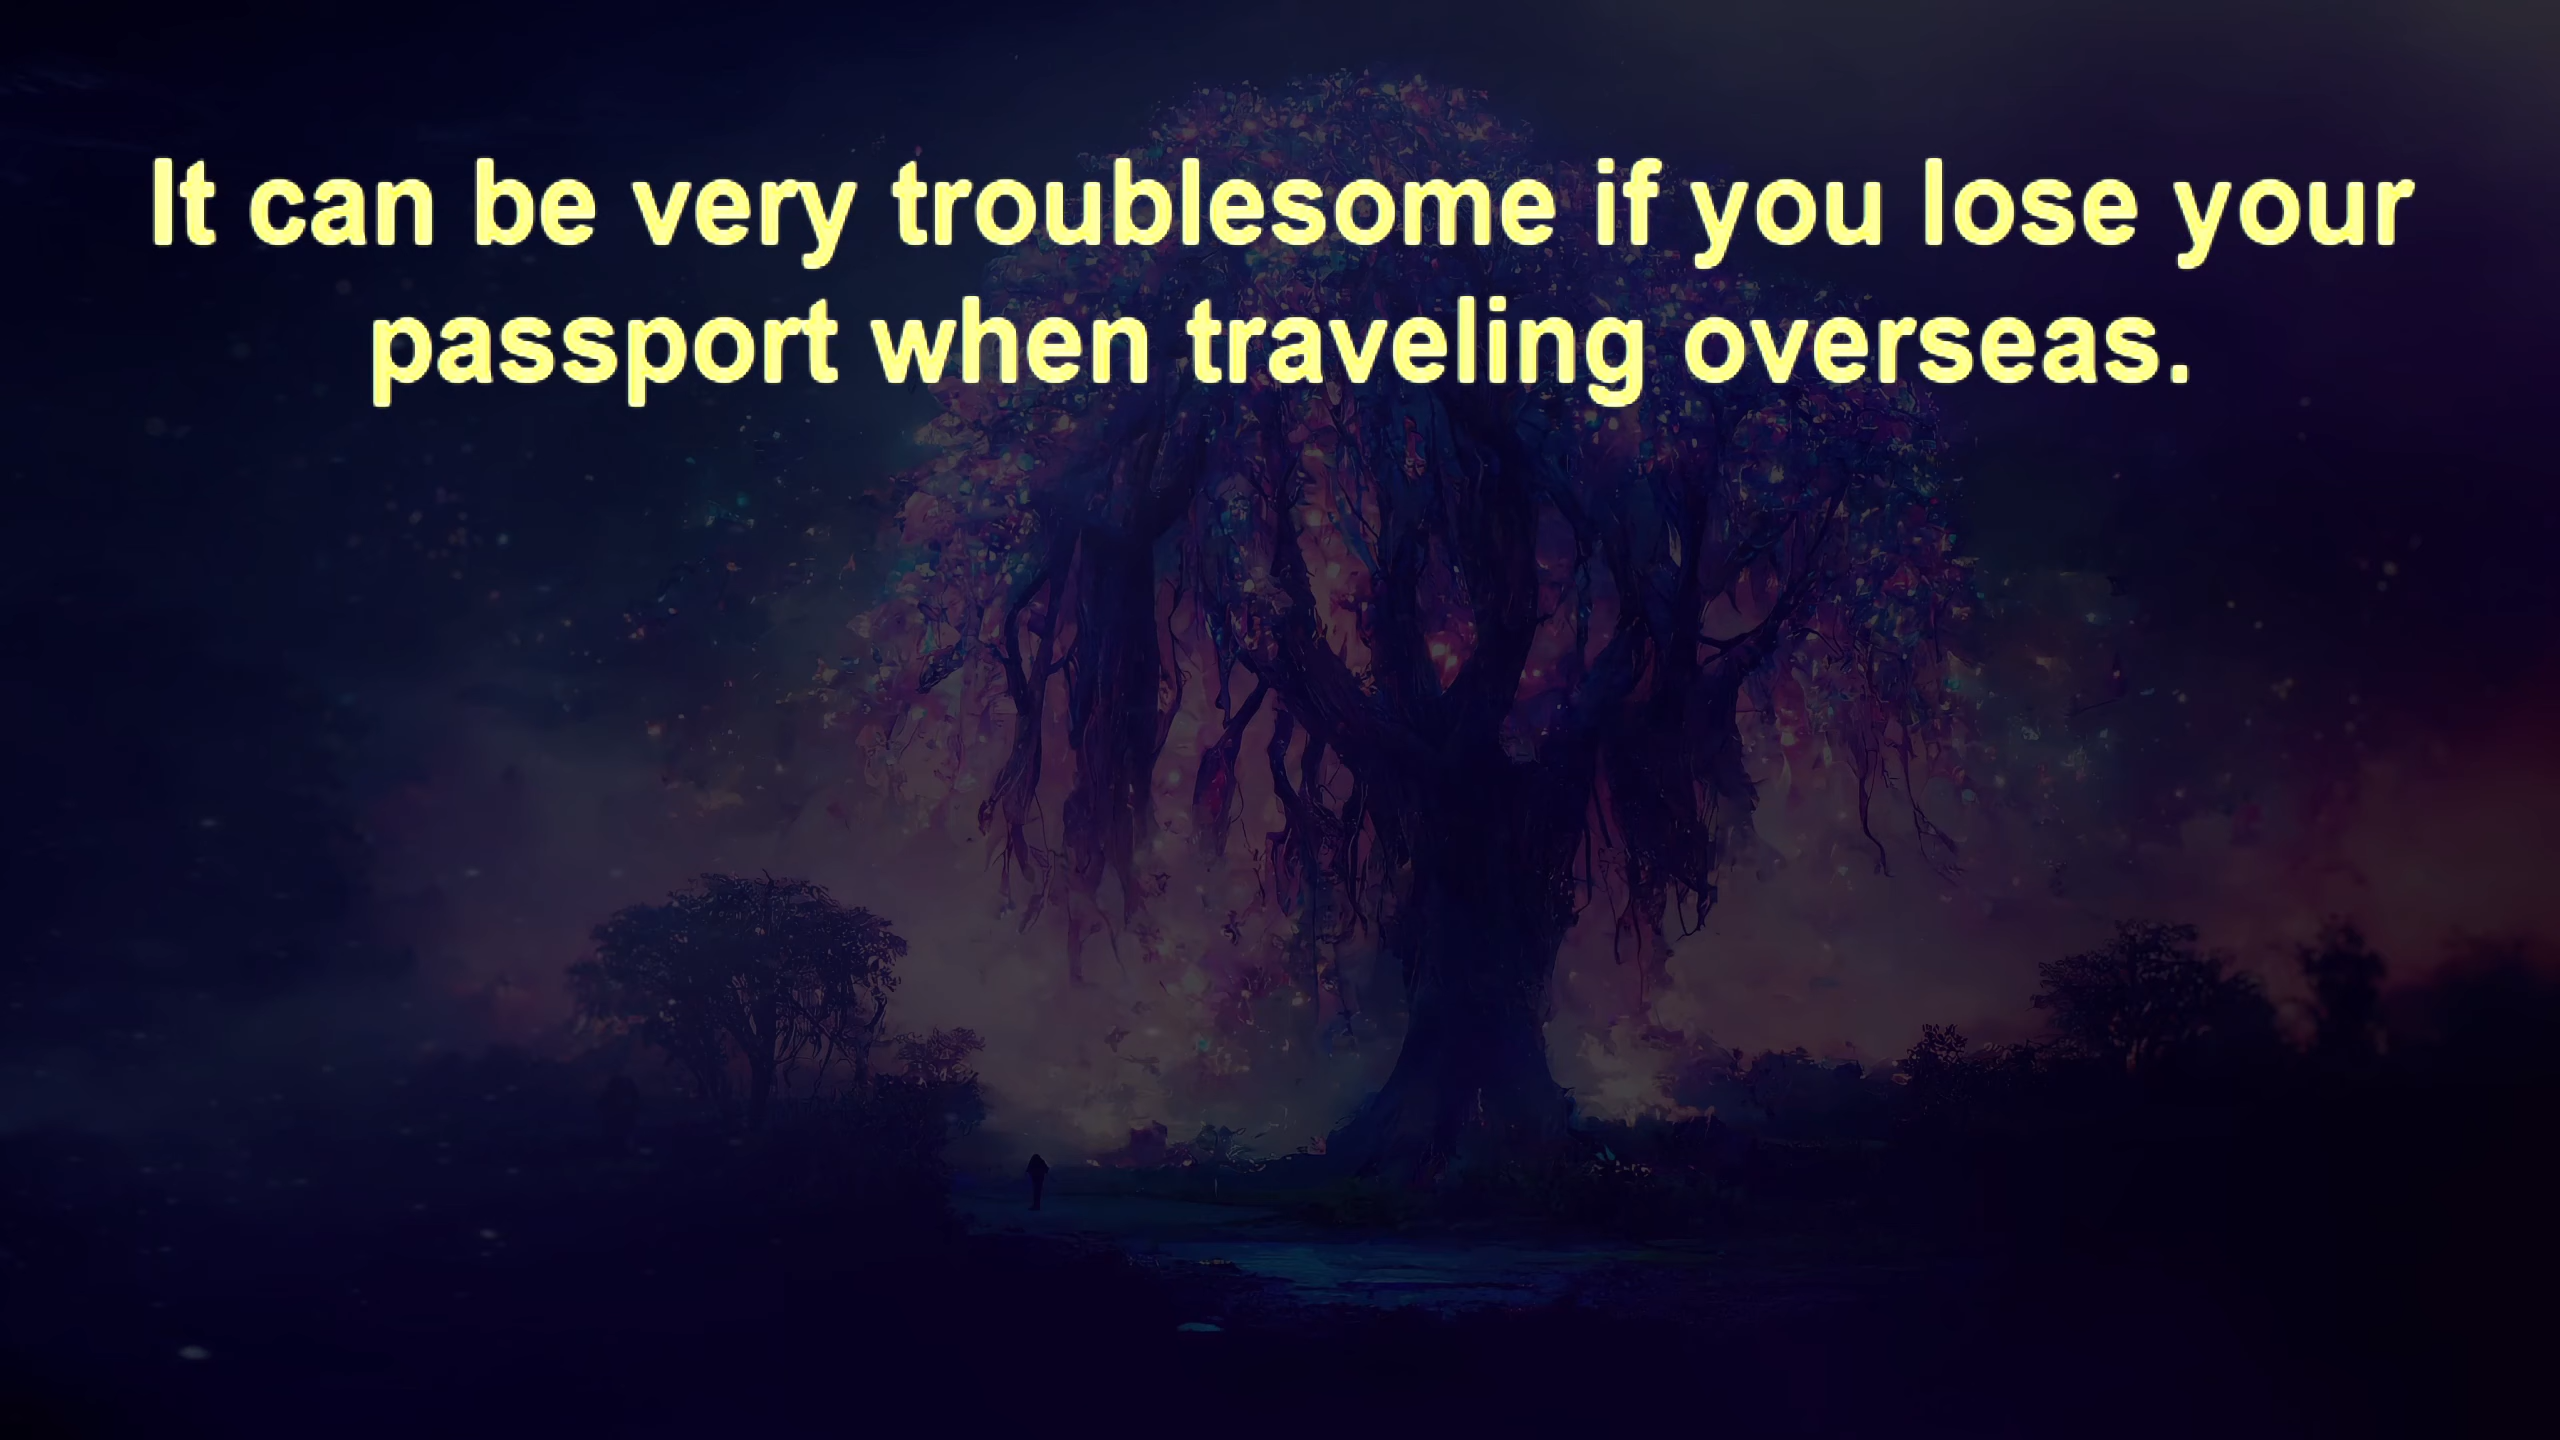 It can be very troublesome if you lose your
passport when traveling overseas.